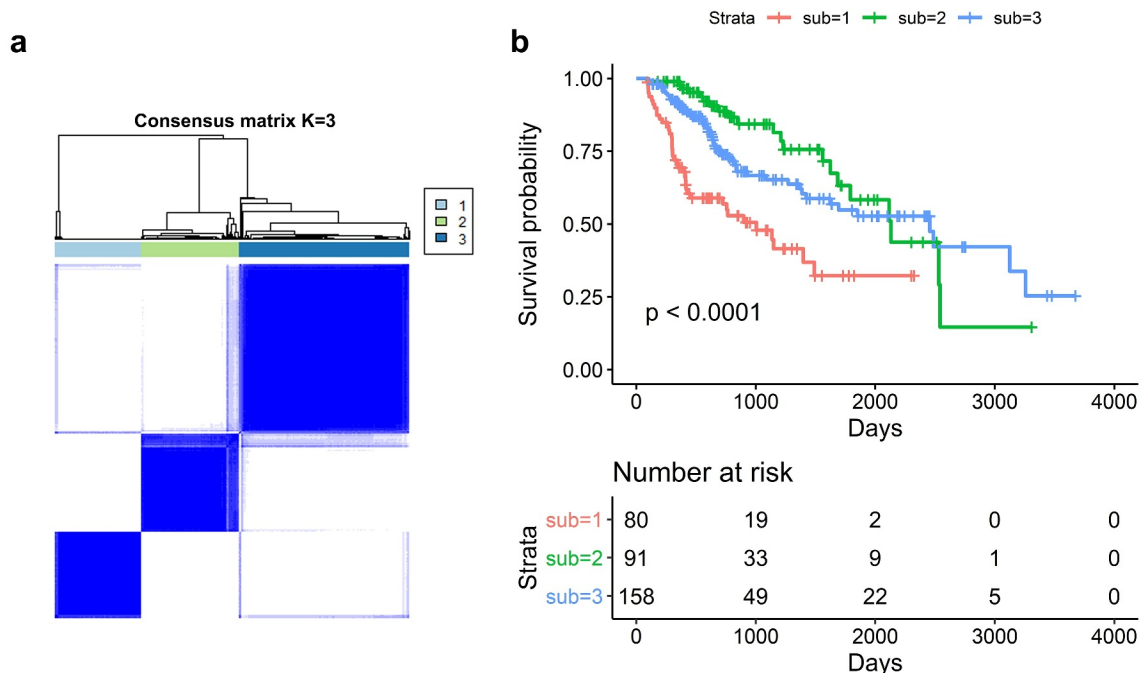 a
Consensus matrix K=3
1
2
3
b
Strata sub=1 sub=2 sub=3
Survival probability
1.00
0.75
0.50
0.25
0.00
p < 0.0001
0 1000 2000 3000 4000
Days
Number at risk
Strata
sub=1 80 19 2 0 0
sub=2 91 33 9 1 0
sub=3 158 49 22 5 0
0 1000 2000 3000 4000
Days